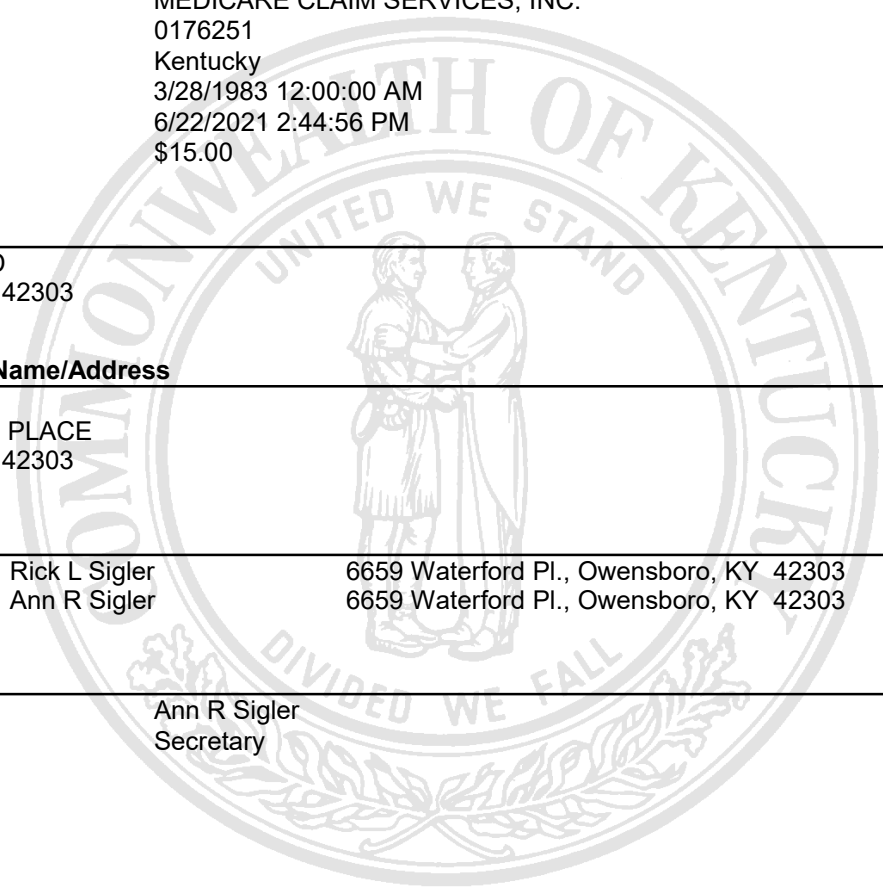 MEDICARE CLAIM SERVICES, INC.
0176251
Kentucky
3/28/1983 12:00:00 AM
6/22/2021 2:44:56 PM
$15.00
42303
Name/Address
PLACE
42303
Rick L Sigler 6659 Waterford Pl., Owensboro, KY 42303
Ann R Sigler 6659 Waterford Pl., Owensboro, KY 42303
Ann R Sigler
Secretary
COMMONWEALTH OF KENTUCKY
UNITED WE STAND
DIVIDED WE FALL